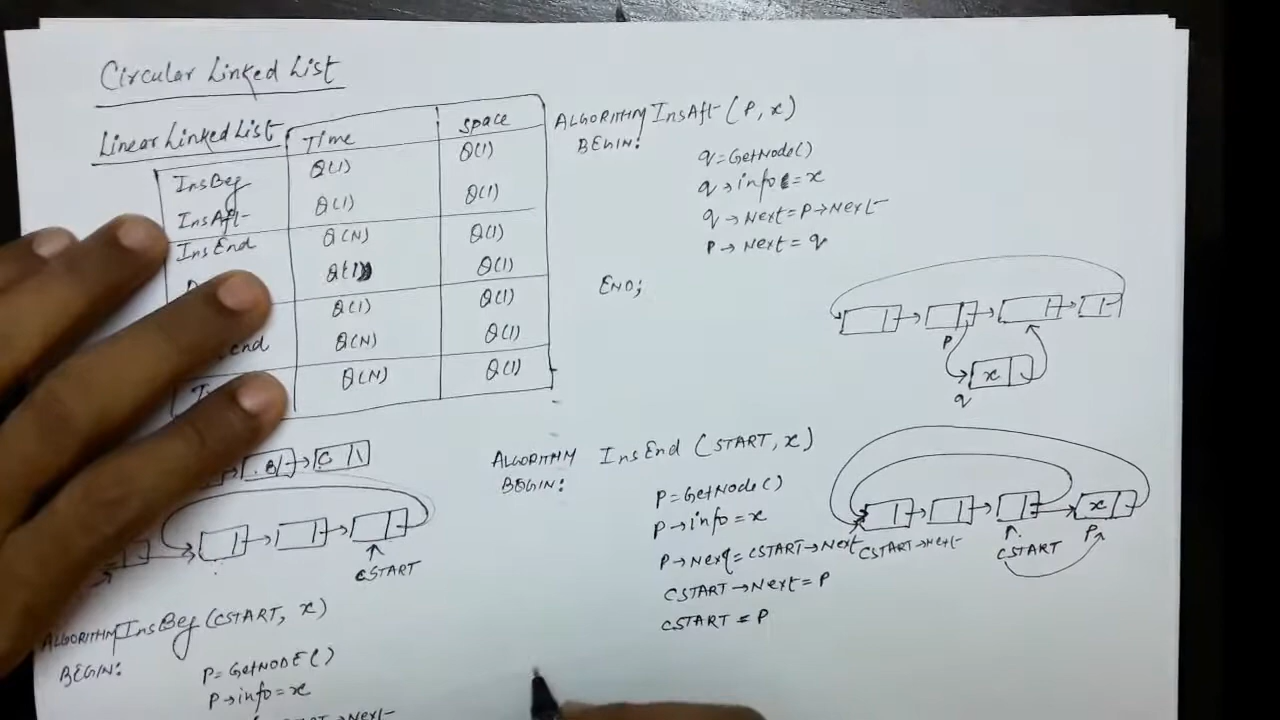 Circular Linked List
Linear Linked List Time Space
InsBeg θ(1) θ(1)
InsAft θ(1) θ(1)
InsEnd θ(N) θ(1)
θ(1) θ(1)
θ(1) θ(1)
end θ(N) θ(1)
θ(N) θ(1)
B C
CSTART
ALGORITHM InsBeg (CSTART, x)
BEGIN:
P = GetNODE()
P→info = x
START→Next
ALGORITHM InsAft (P, x)
BEGIN:
q = GetNode()
q→info = x
q→Next = P→Next
P→Next = q
END;
P
x
q
ALGORITHM InsEnd (START, x)
BEGIN:
P = GetNode()
P→info = x
P→Nexq = CSTART→Next
CSTART→Next = P
CSTART = P
x
CSTART→Next
CSTART
P